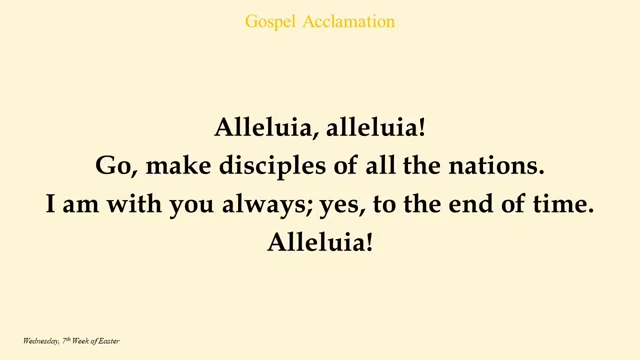 Gospel Acclamation
Alleluia, alleluia!
Go, make disciples of all the nations.
I am with you always; yes, to the end of time.
Alleluia!
Wednesday, 7th Week of Easter